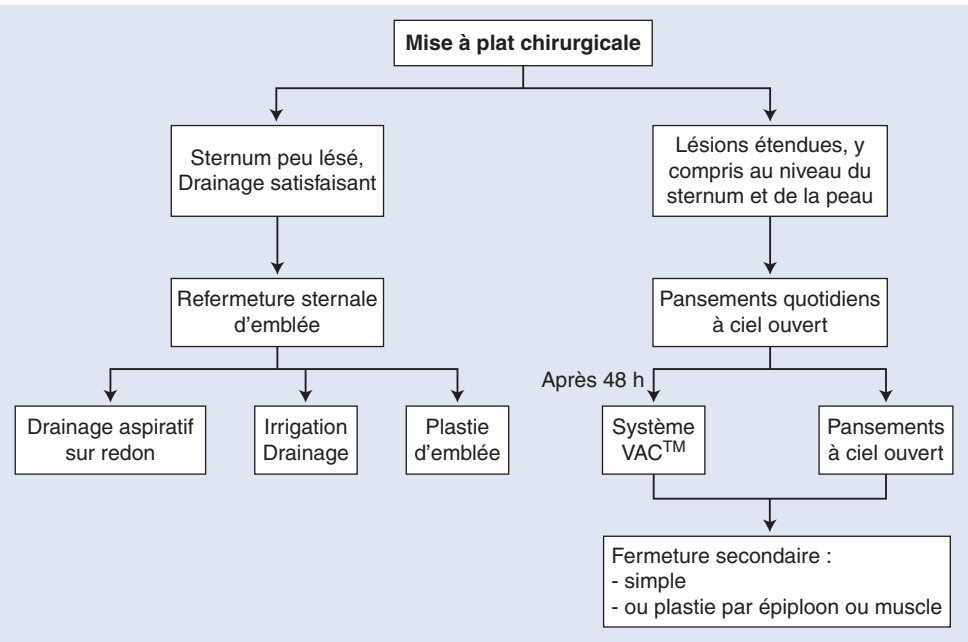 Mise à plat chirurgicale
Sternum peu lésé,
Drainage satisfaisant
Lésions étendues, y
compris au niveau du
sternum et de la peau
Refermeture sternale
d'emblée
Pansements quotidiens
à ciel ouvert
Après 48 h
Drainage aspiratif
sur redon
Irrigation
Drainage
Plastie
d'emblée
Système
VAC™
Pansements
à ciel ouvert
Fermeture secondaire :
- simple
- ou plastie par épiploon ou muscle